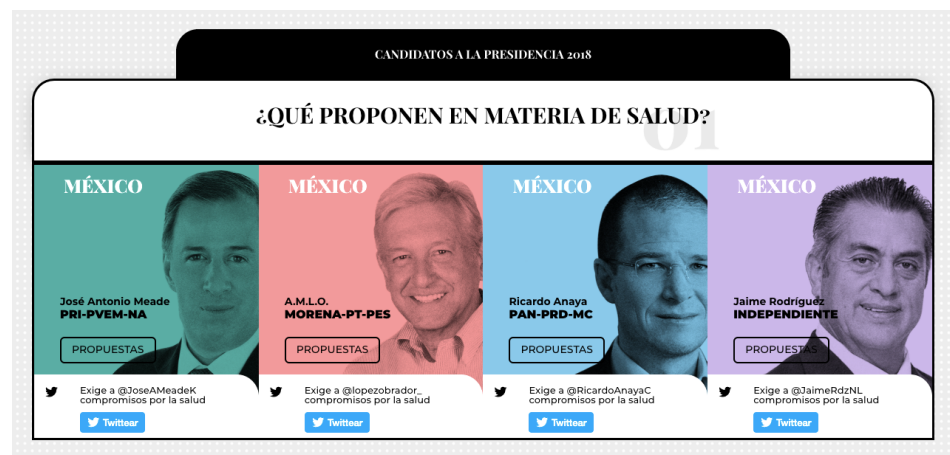 CANDIDATOS A LA PRESIDENCIA 2018
¿QUÉ PROPONEN EN MATERIA DE SALUD?
01
MÉXICO
José Antonio Meade
PRI-PVEM-NA
PROPUESTAS
Exige a @JoseAMeadeK
compromisos por la salud
Twittear
MÉXICO
A.M.L.O.
MORENA-PT-PES
PROPUESTAS
Exige a @lopezobrador_
compromisos por la salud
Twittear
MÉXICO
Ricardo Anaya
PAN-PRD-MC
PROPUESTAS
Exige a @RicardoAnayaC
compromisos por la salud
Twittear
MÉXICO
Jaime Rodríguez
INDEPENDIENTE
PROPUESTAS
Exige a @JaimeRdzNL
compromisos por la salud
Twittear